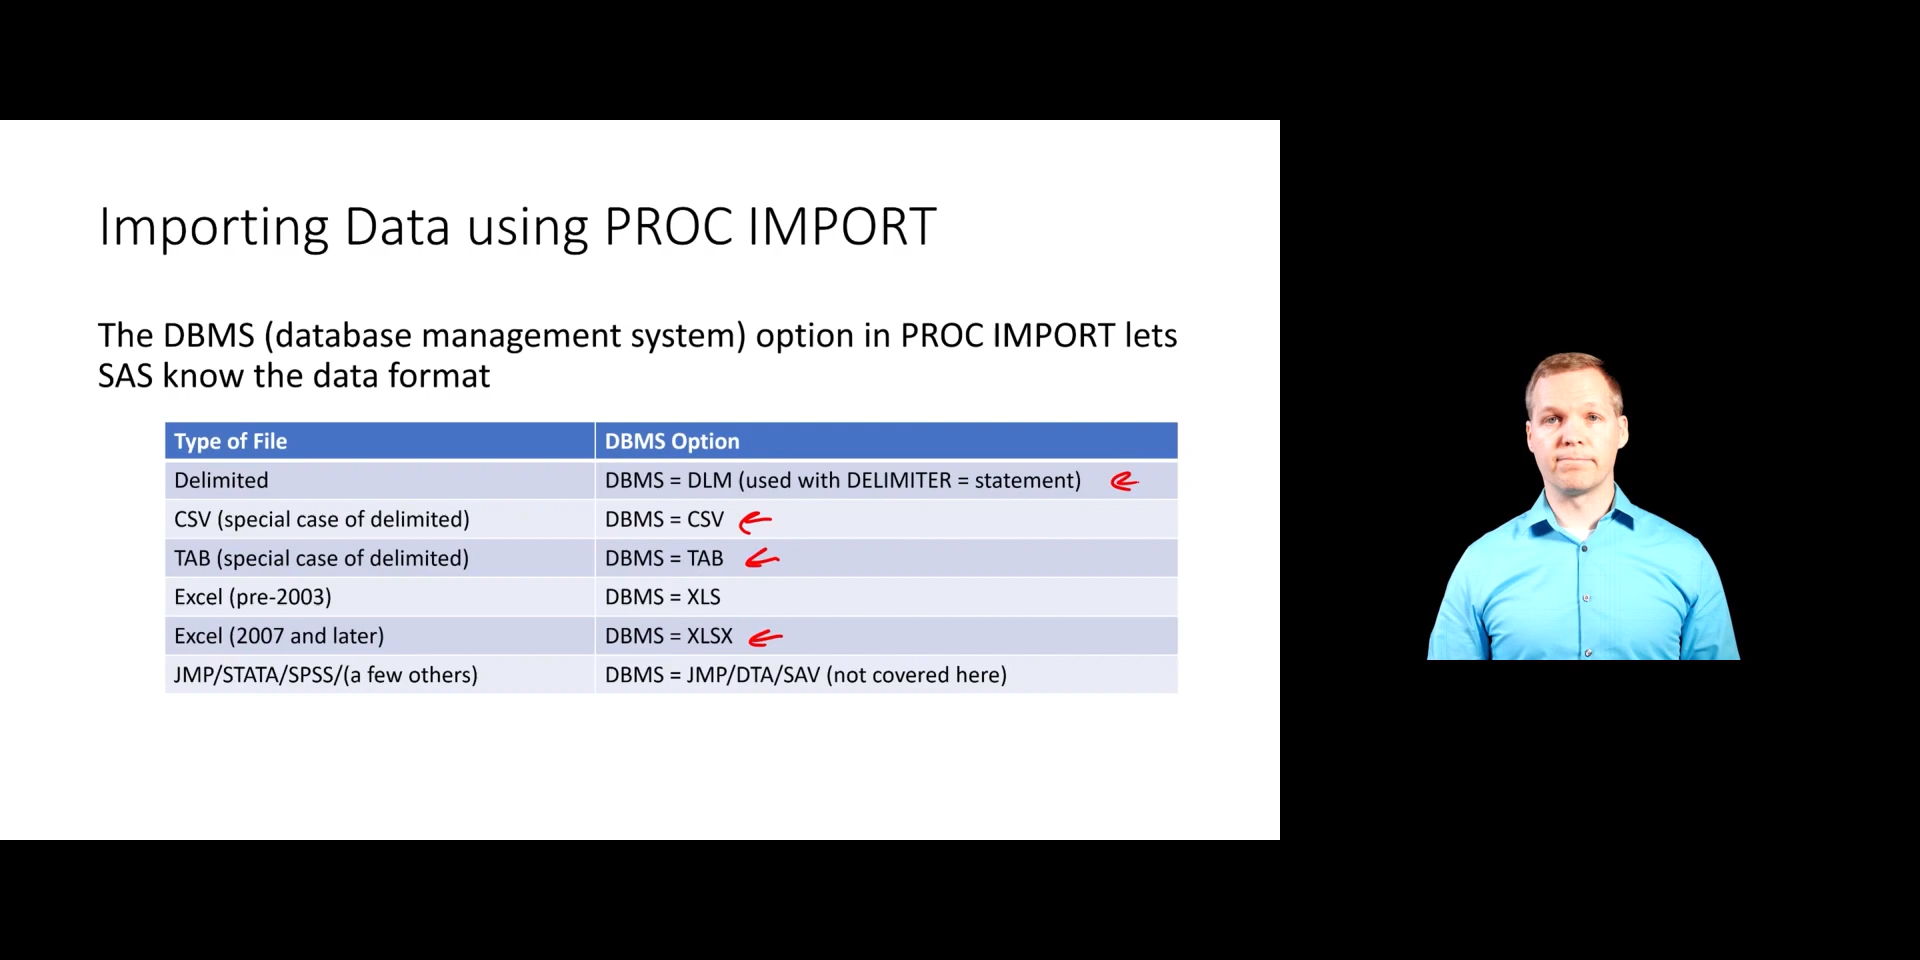 Importing Data using PROC IMPORT
The DBMS (database management system) option in PROC IMPORT lets
SAS know the data format
Type of File DBMS Option
Delimited DBMS = DLM (used with DELIMITER = statement)
CSV (special case of delimited) DBMS = CSV
TAB (special case of delimited) DBMS = TAB
Excel (pre-2003) DBMS = XLS
Excel (2007 and later) DBMS = XLSX
JMP/STATA/SPSS/(a few others) DBMS = JMP/DTA/SAV (not covered here)